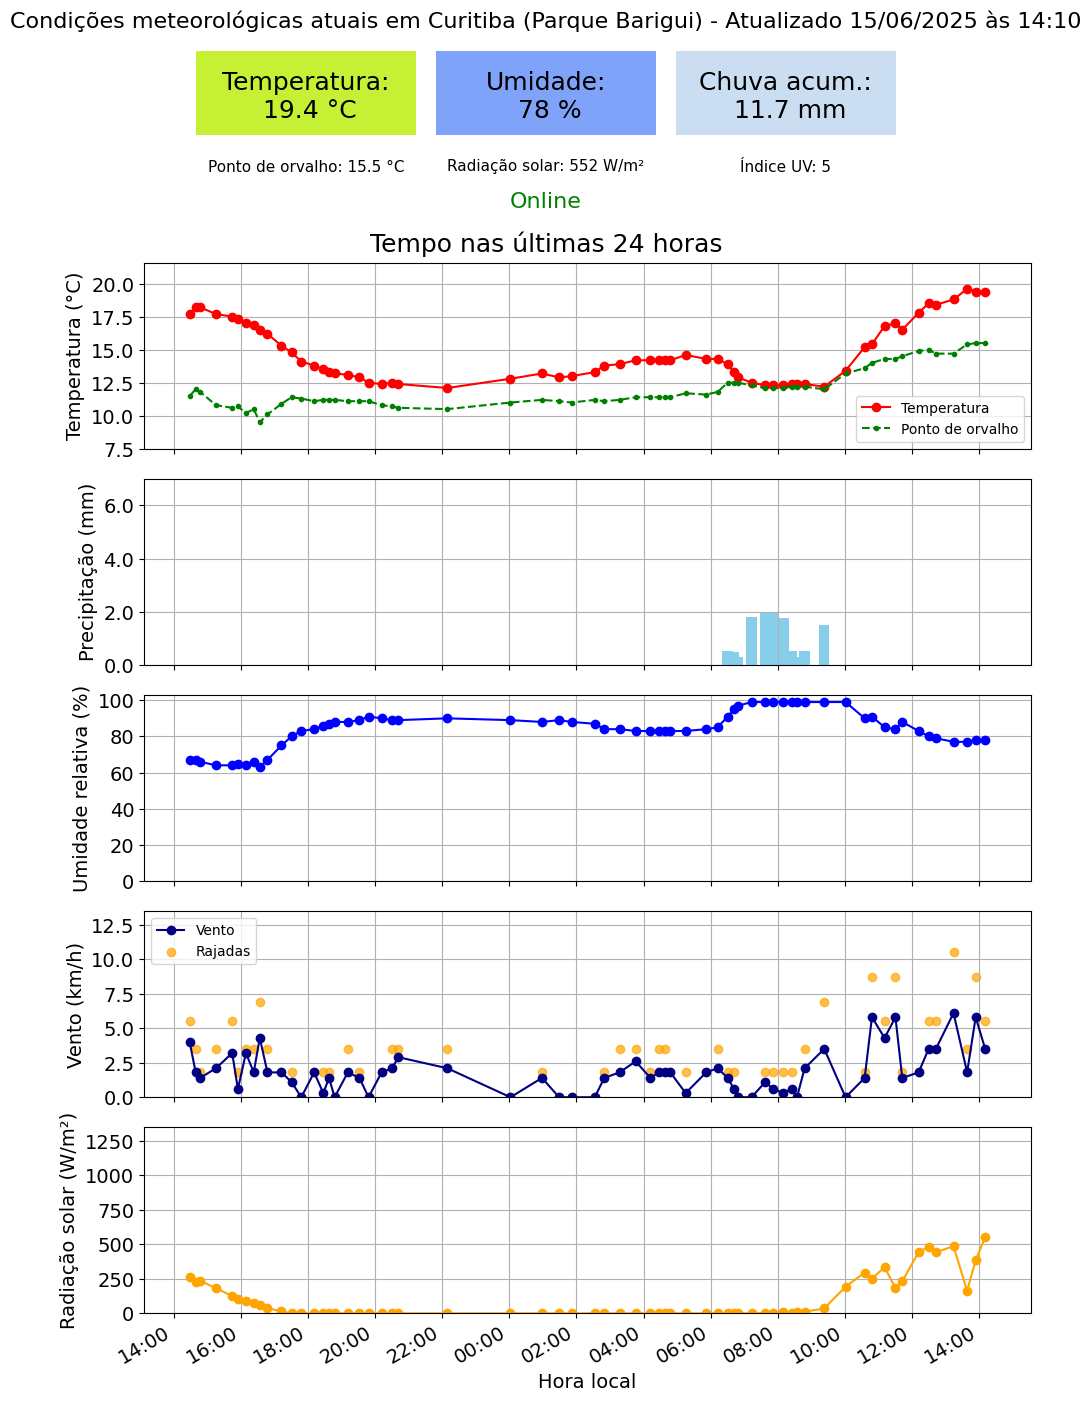 Condições meteorológicas atuais em Curitiba (Parque Barigui) - Atualizado 15/06/2025 às 14:10
Temperatura:
19.4 °C
Umidade:
78 %
Chuva acum.:
11.7 mm
Ponto de orvalho: 15.5 °C
Radiação solar: 552 W/m²
Índice UV: 5
Online
Tempo nas últimas 24 horas
Temperatura (°C)
20.0
17.5
15.0
12.5
10.0
7.5
Temperatura
Ponto de orvalho
Precipitação (mm)
6.0
4.0
2.0
0.0
Umidade relativa (%)
100
80
60
40
20
0
Vento (km/h)
12.5
10.0
7.5
5.0
2.5
0.0
Vento
Rajadas
Radiação solar (W/m²)
1250
1000
750
500
250
0
14:00
16:00
18:00
20:00
22:00
00:00
02:00
04:00
06:00
08:00
10:00
12:00
14:00
Hora local